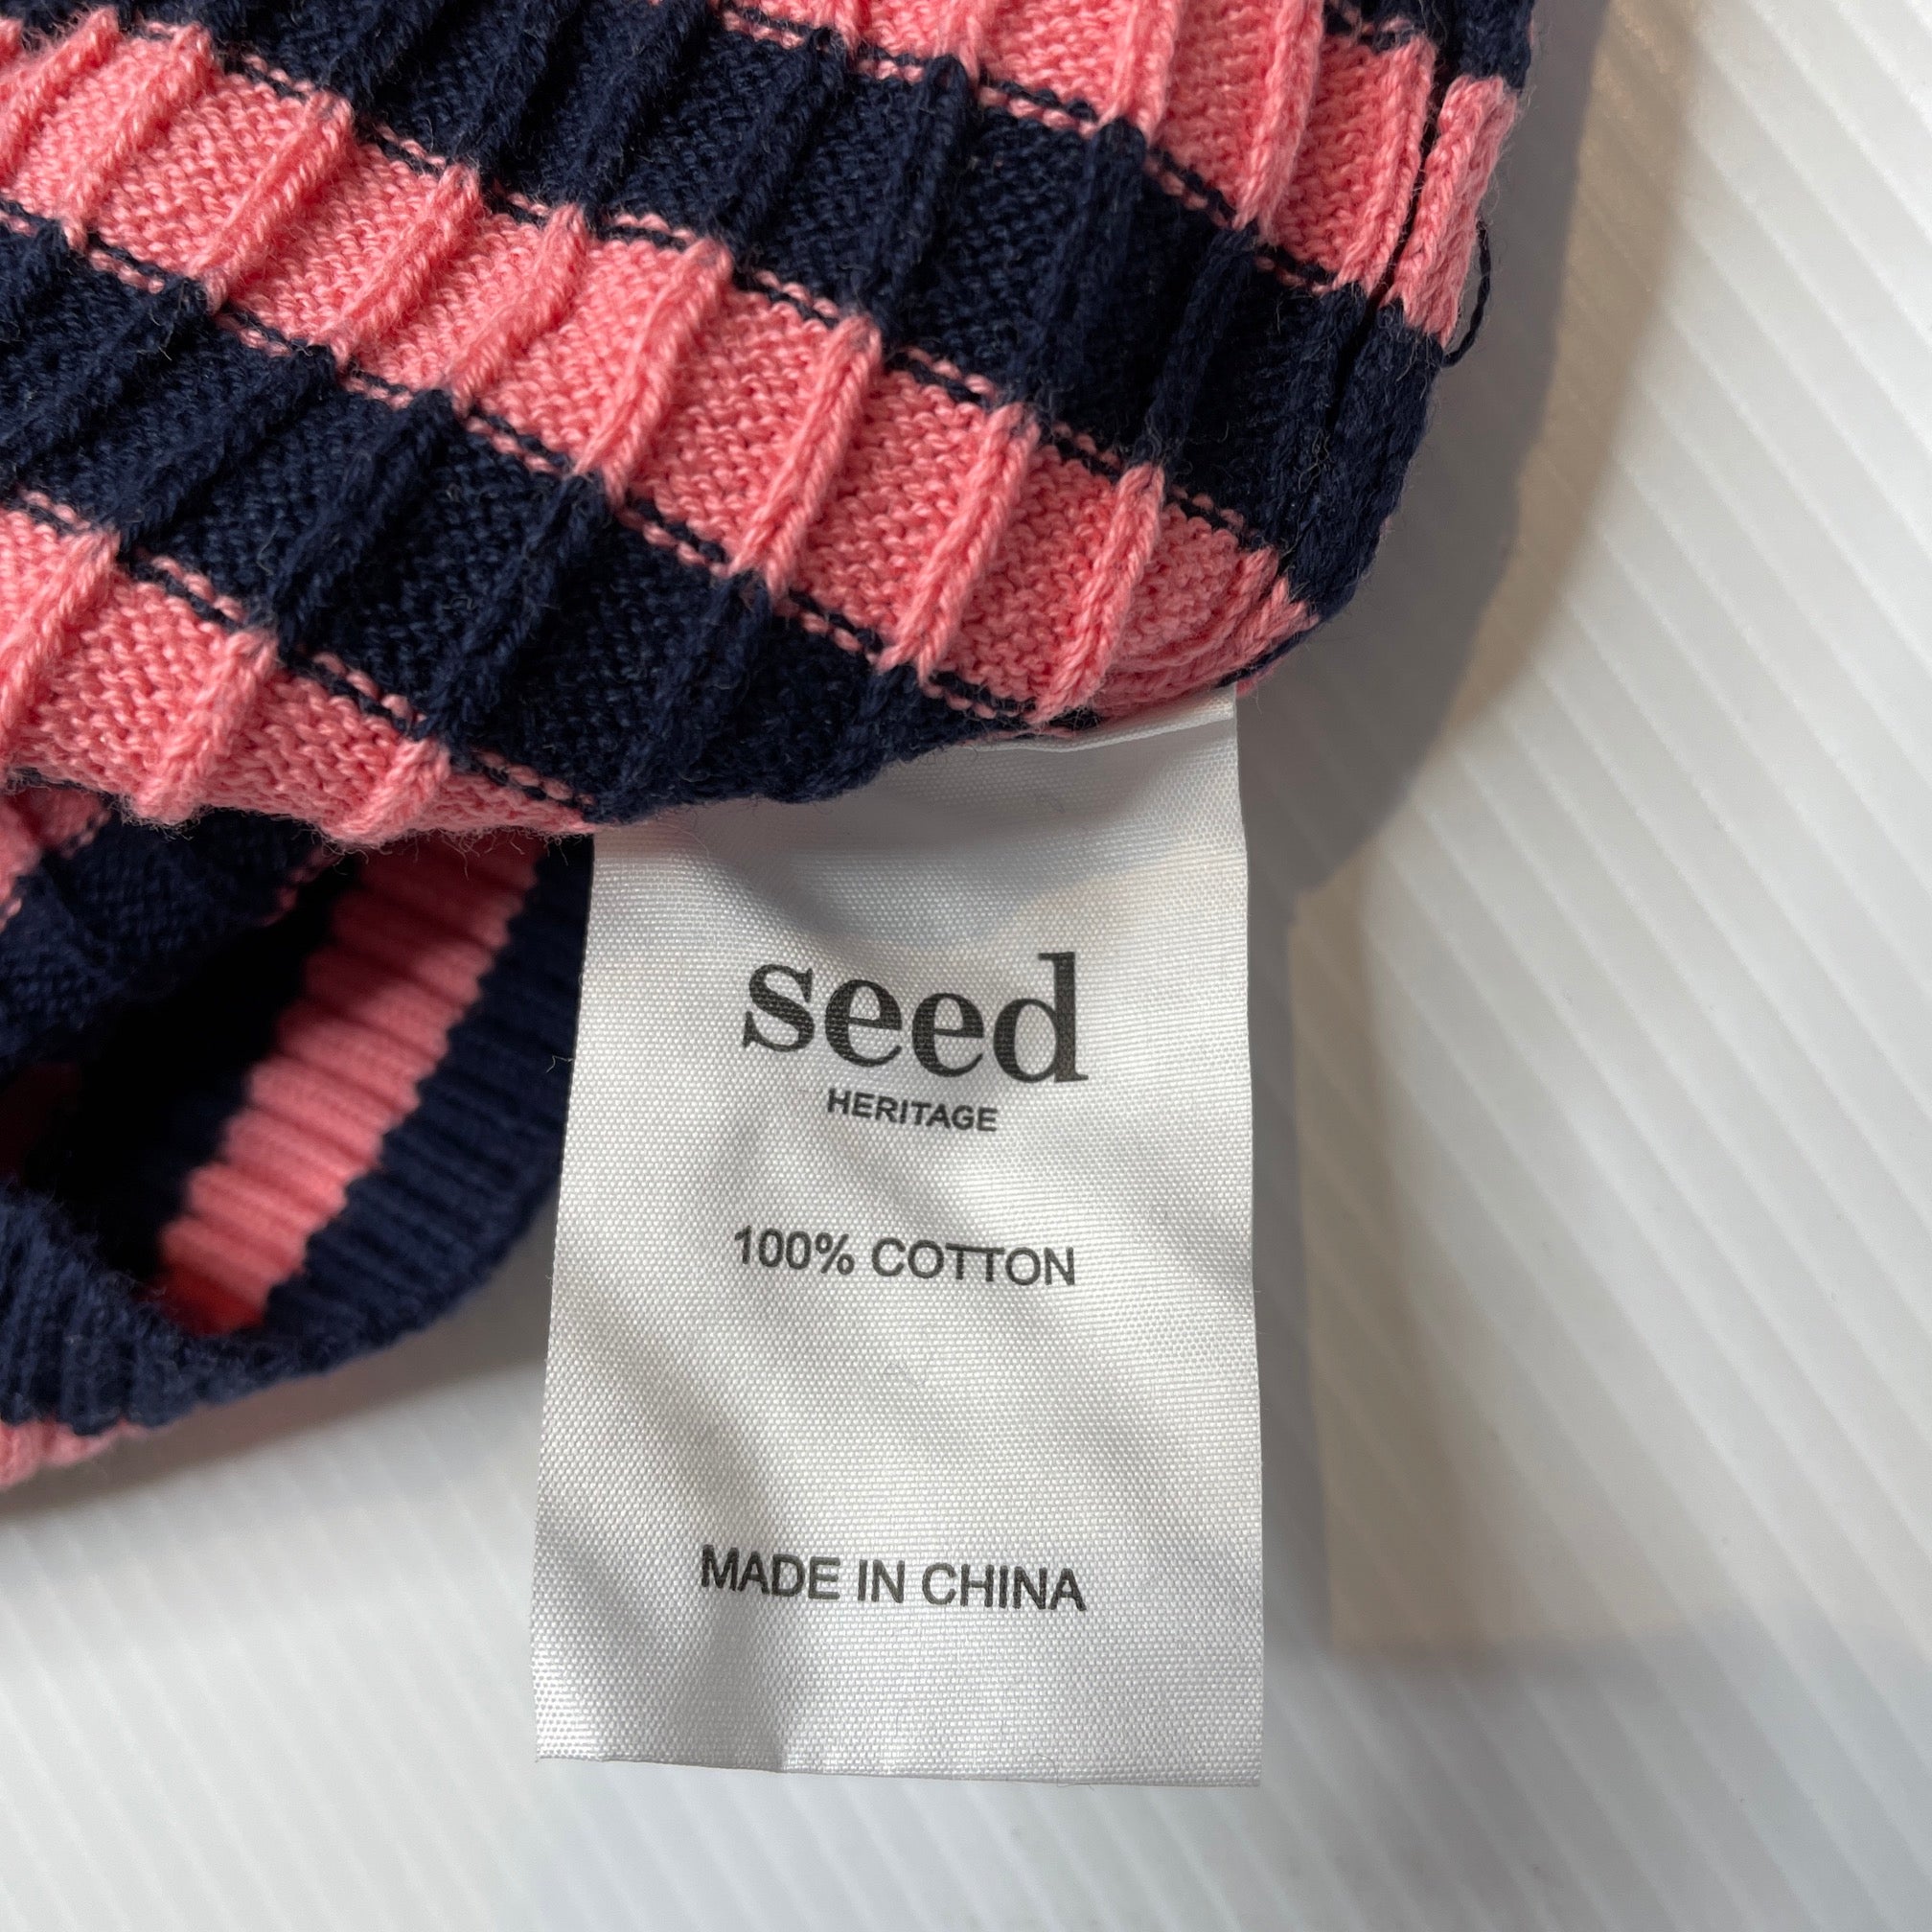 seed
HERITAGE
100% COTTON
MADE IN CHINA